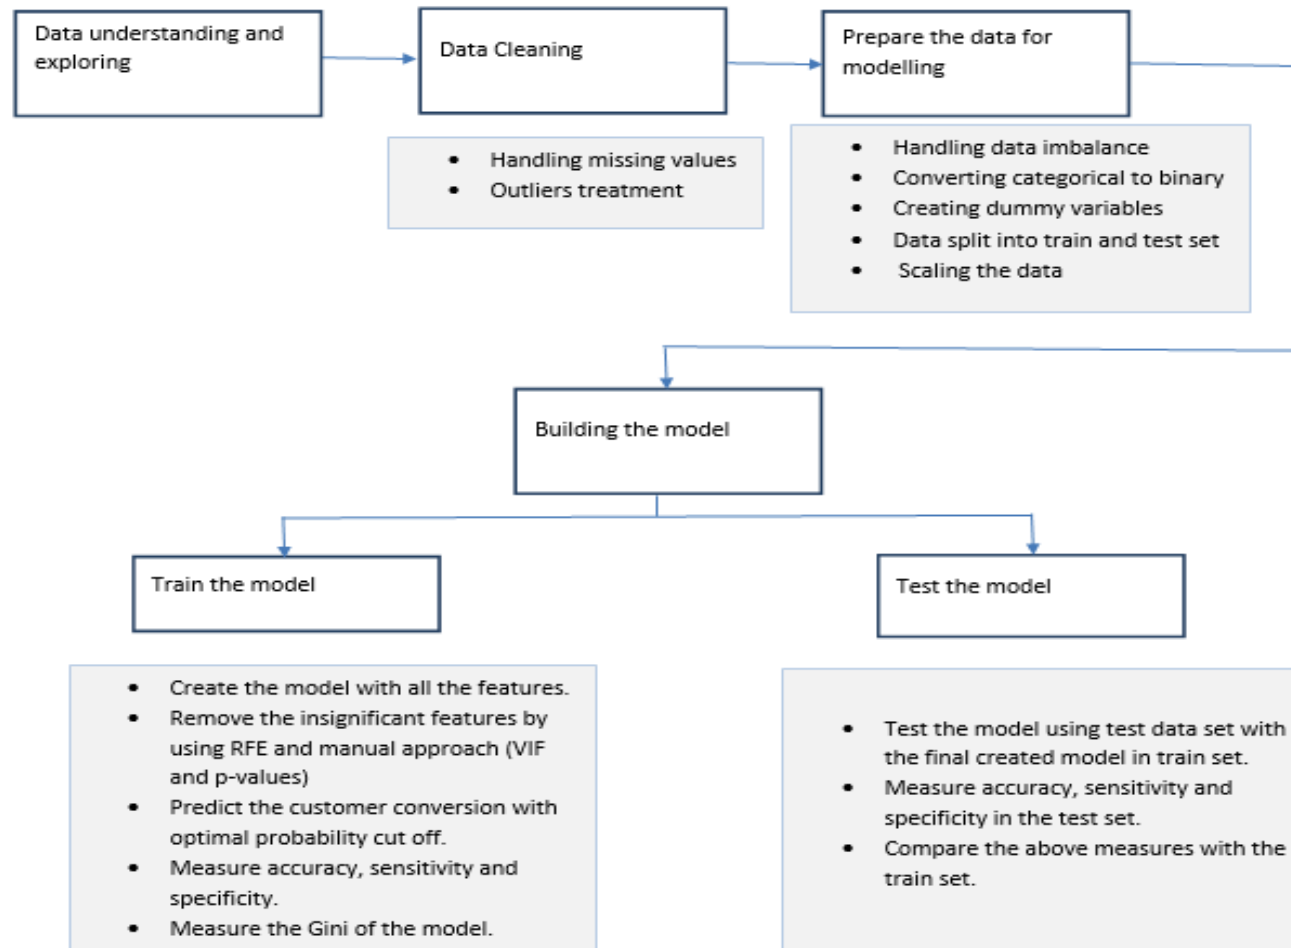 Data understanding and
exploring
Data Cleaning
Prepare the data for
modelling
• Handling missing values
• Outliers treatment
• Handling data imbalance
• Converting categorical to binary
• Creating dummy variables
• Data split into train and test set
• Scaling the data
Building the model
Train the model
Test the model
• Create the model with all the features.
• Remove the insignificant features by
using RFE and manual approach (VIF
and p-values)
• Predict the customer conversion with
optimal probability cut off.
• Measure accuracy, sensitivity and
specificity.
• Measure the Gini of the model.
• Test the model using test data set with
the final created model in train set.
• Measure accuracy, sensitivity and
specificity in the test set.
• Compare the above measures with the
train set.